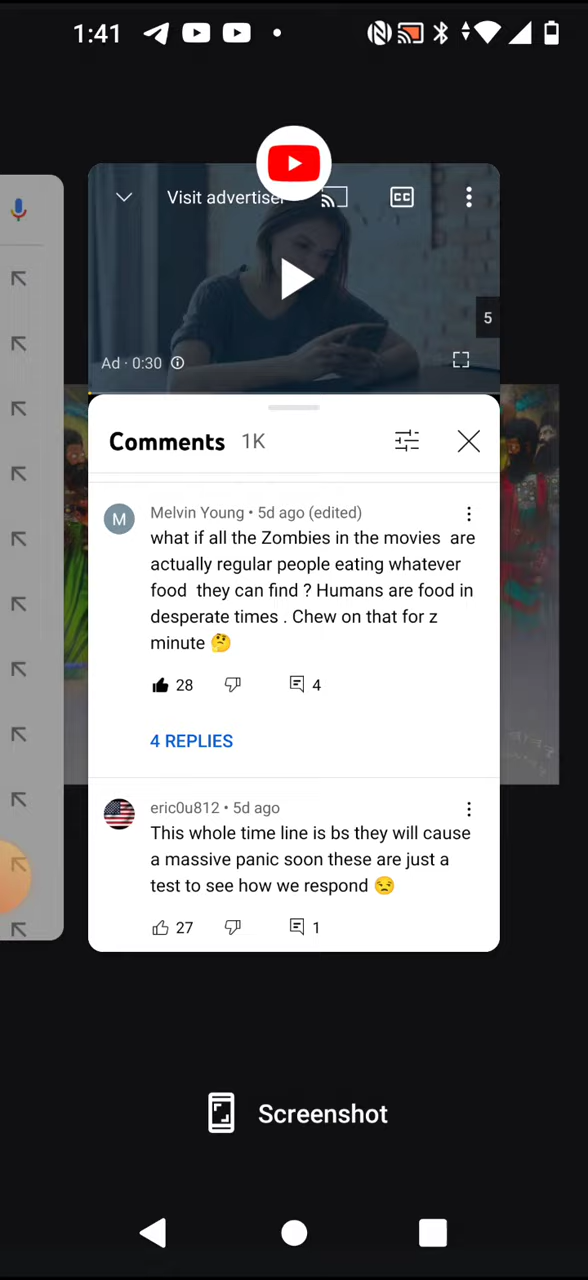 1:41
Visit advertiser
CC
5
Ad · 0:30
Comments 1K
M
Melvin Young • 5d ago (edited)
what if all the Zombies in the movies are
actually regular people eating whatever
food they can find ? Humans are food in
desperate times . Chew on that for z
minute 🤔
28 4
4 REPLIES
eric0u812 • 5d ago
This whole time line is bs they will cause
a massive panic soon these are just a
test to see how we respond 😒
27 1
Screenshot